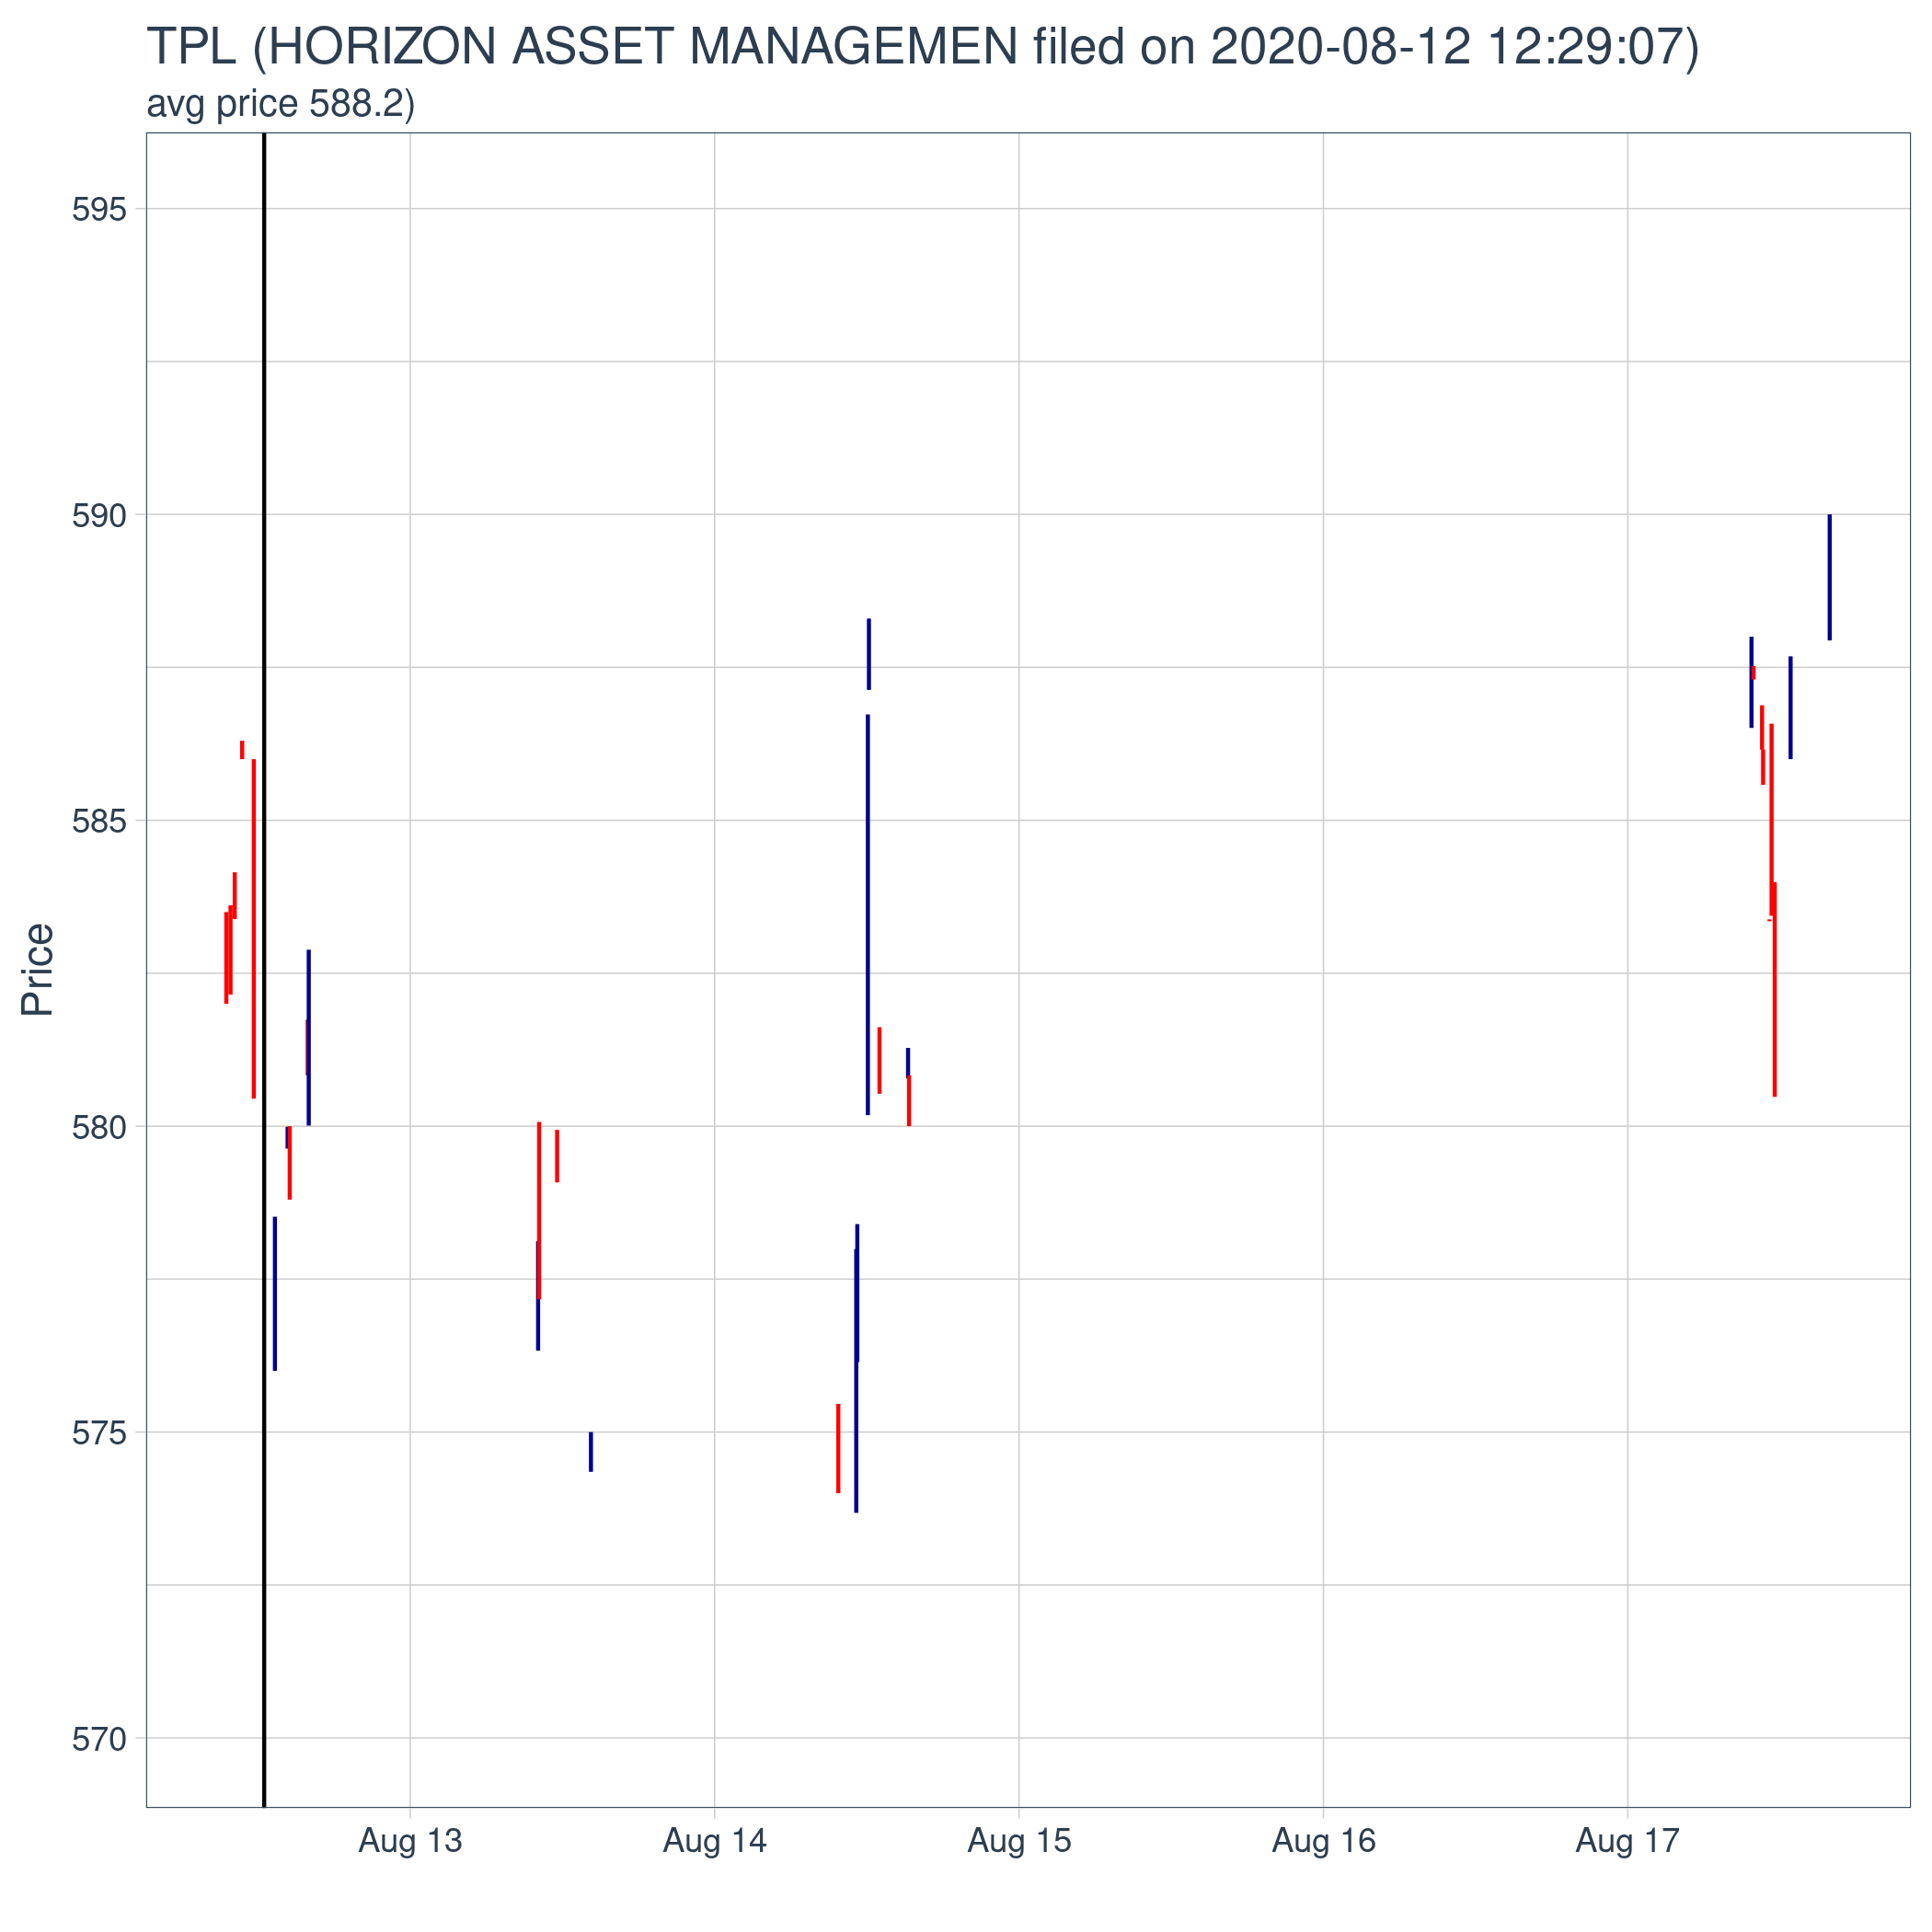 TPL (HORIZON ASSET MANAGEMEN filed on 2020-08-12 12:29:07)
avg price 588.2)
595
590
585
580
575
570
Price
Aug 13
Aug 14
Aug 15
Aug 16
Aug 17